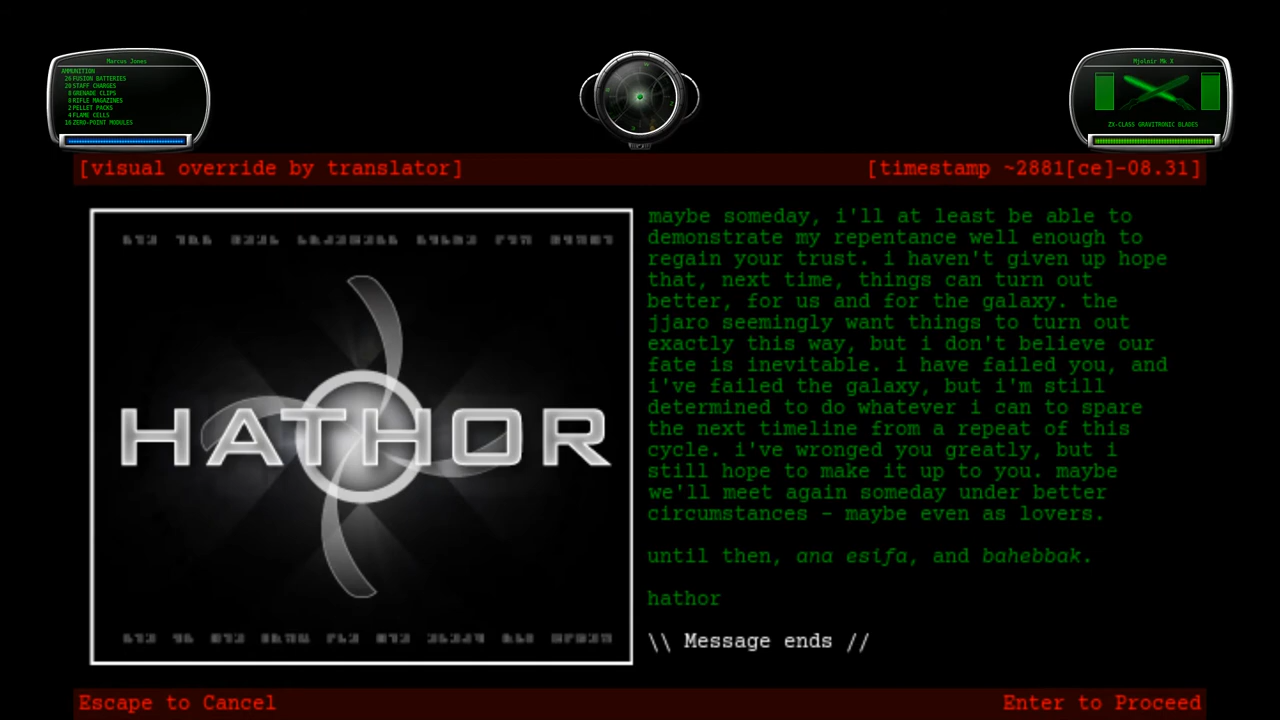 Marcus Jones
AMMUNITION
26 FUSION BATTERIES
20 STAFF CHARGES
8 GRENADE CLIPS
8 RIFLE MAGAZINES
2 PELLET PACKS
4 FLAME CELLS
16 ZERO-POINT MODULES
Mjolnir Mk X
ZX-CLASS GRAVITRONIC BLADES
[visual override by translator]
[timestamp ~2881[ce]-08.31]
HATHOR
maybe someday, i'll at least be able to
demonstrate my repentance well enough to
regain your trust. i haven't given up hope
that, next time, things can turn out
better, for us and for the galaxy. the
jjaro seemingly want things to turn out
exactly this way, but i don't believe our
fate is inevitable. i have failed you, and
i've failed the galaxy, but i'm still
determined to do whatever i can to spare
the next timeline from a repeat of this
cycle. i've wronged you greatly, but i
still hope to make it up to you. maybe
we'll meet again someday under better
circumstances – maybe even as lovers.
until then, ana esifa, and bahebbak.
hathor
\\ Message ends //
Escape to Cancel
Enter to Proceed